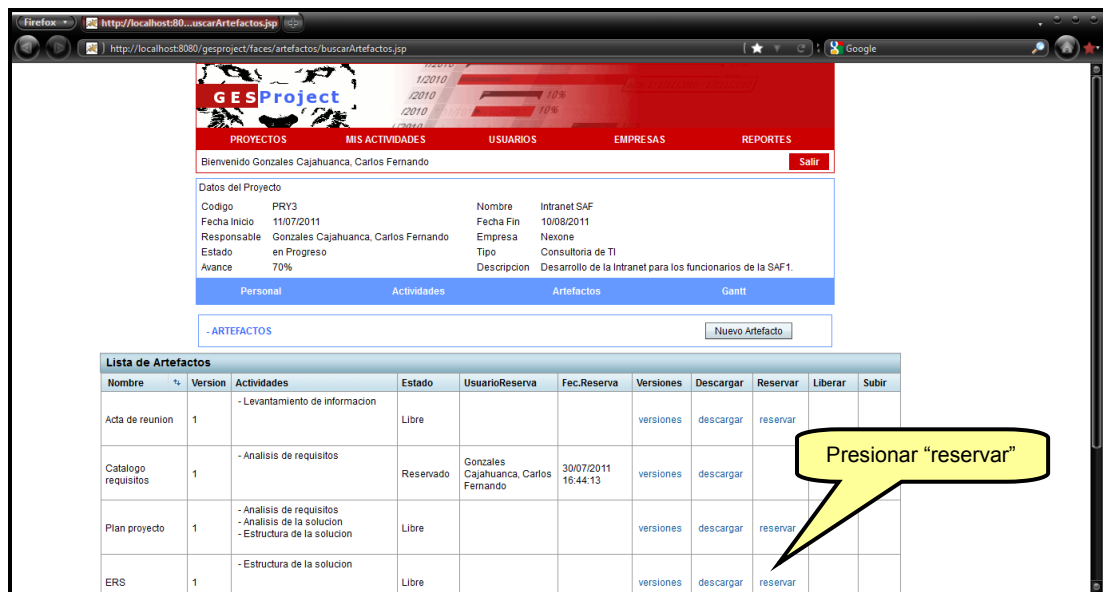 Firefox
http://localhost:80...uscarArtefactos.jsp
http://localhost:8080/gesproject/faces/artefactos/buscarArtefactos.jsp
Google
1/2010
1/2010
/2010 10%
/2010 10%
GESProject
PROYECTOS MIS ACTIVIDADES USUARIOS EMPRESAS REPORTES
Bienvenido Gonzales Cajahuanca, Carlos Fernando Salir
Datos del Proyecto
Codigo PRY3 Nombre Intranet SAF
Fecha Inicio 11/07/2011 Fecha Fin 10/08/2011
Responsable Gonzales Cajahuanca, Carlos Fernando Empresa Nexone
Estado en Progreso Tipo Consultoria de TI
Avance 70% Descripcion Desarrollo de la Intranet para los funcionarios de la SAF1.
Personal Actividades Artefactos Gantt
- ARTEFACTOS Nuevo Artefacto
Lista de Artefactos
Nombre Version Actividades Estado UsuarioReserva Fec.Reserva Versiones Descargar Reservar Liberar Subir
- Levantamiento de informacion
Acta de reunion 1 Libre versiones descargar reservar
Presionar “reservar”
- Analisis de requisitos
Catalogo requisitos 1 Reservado Gonzales Cajahuanca, Carlos Fernando 30/07/2011 16:44:13 versiones descargar
- Analisis de requisitos
- Analisis de la solucion
- Estructura de la solucion
Plan proyecto 1 Libre versiones descargar reservar
- Estructura de la solucion
ERS 1 Libre versiones descargar reservar